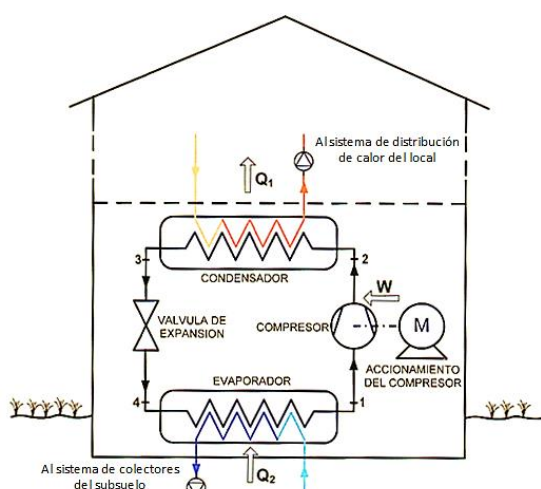 Al sistema de distribución
de calor del local
Q₁
3
2
CONDENSADOR
W
VALVULA DE
EXPANSION
COMPRESOR
M
ACCIONAMIENTO
DEL COMPRESOR
EVAPORADOR
4
1
Al sistema de colectores
del subsuelo
Q₂